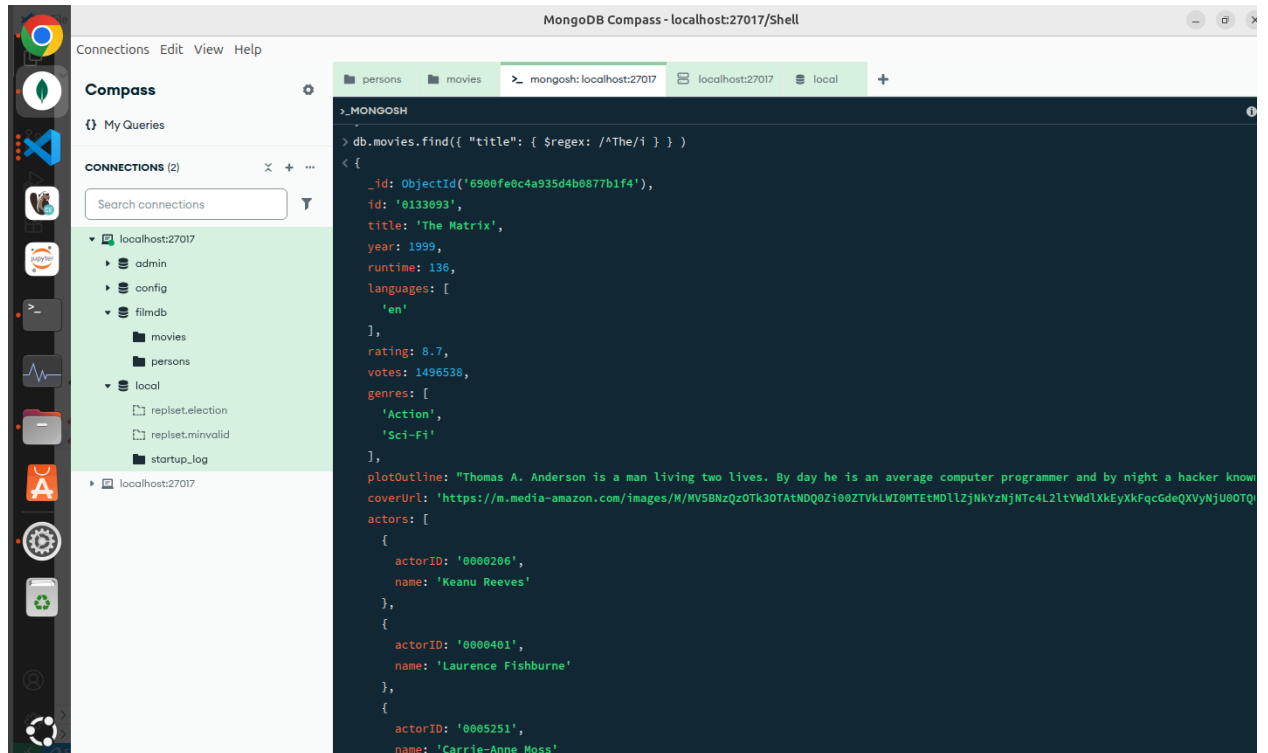 MongoDB Compass - localhost:27017/Shell
Connections Edit View Help
Compass
{} My Queries
CONNECTIONS (2)
Search connections
localhost:27017
admin
config
filmdb
movies
persons
local
replset.election
replset.minvalid
startup_log
localhost:27017
persons
movies
>_ mongosh: localhost:27017
localhost:27017
local
+
>_MONGOSH
> db.movies.find({ "title": { $regex: /^The/i } } )
< {
_id: ObjectId('6900fe0c4a935d4b0877b1f4'),
id: '0133093',
title: 'The Matrix',
year: 1999,
runtime: 136,
languages: [
'en'
],
rating: 8.7,
votes: 1496538,
genres: [
'Action',
'Sci-Fi'
],
plotOutline: "Thomas A. Anderson is a man living two lives. By day he is an average computer programmer and by night a hacker known
coverUrl: 'https://m.media-amazon.com/images/M/MV5BNzQzOTk3OTAtNDQ0Zi00ZTVkLWI0MTEtMDllZjNkYzNjNTc4L2ltYWdlXkEyXkFqcGdeQXVyNjU0OTQ
actors: [
{
actorID: '0000206',
name: 'Keanu Reeves'
},
{
actorID: '0000401',
name: 'Laurence Fishburne'
},
{
actorID: '0005251',
name: 'Carrie-Anne Moss'
jupyter